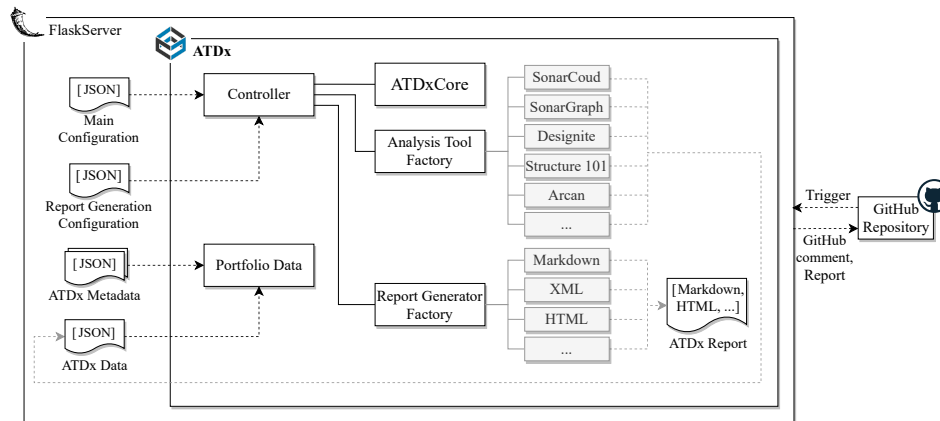 FlaskServer
ATDx
[JSON]
Main
Configuration
[JSON]
Report Generation
Configuration
[JSON]
ATDx Metadata
[JSON]
ATDx Data
Controller
Portfolio Data
ATDxCore
Analysis Tool
Factory
Report Generator
Factory
SonarCoud
SonarGraph
Designite
Structure 101
Arcan
...
Markdown
XML
HTML
...
[Markdown,
HTML, ...]
ATDx Report
Trigger
GitHub
comment,
Report
GitHub
Repository